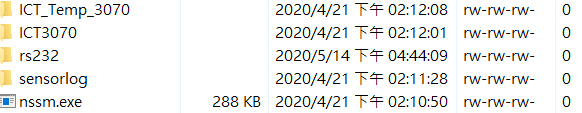 ICT_Temp_3070 2020/4/21 下午 02:12:08 rw-rw-rw- 0
ICT3070 2020/4/21 下午 02:12:01 rw-rw-rw- 0
rs232 2020/5/14 下午 04:44:09 rw-rw-rw- 0
sensorlog 2020/4/21 下午 02:11:28 rw-rw-rw- 0
nssm.exe 288 KB 2020/4/21 下午 02:10:50 rw-rw-rw- 0